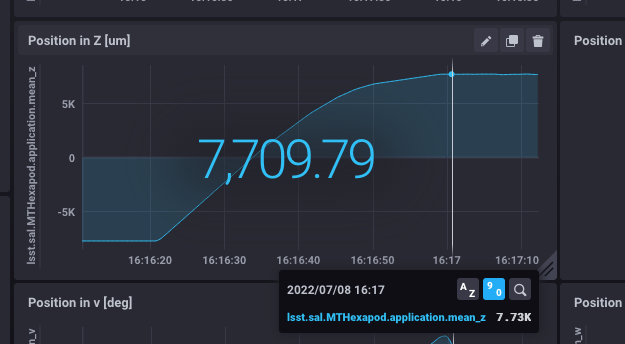 Position in Z [um]
Position
lsst.sal.MTHexapod.application.mean_z
5K
0
-5K
7,709.79
16:16:20
16:16:30
16:16:40
16:16:50
16:17
16:17:10
2022/07/08 16:17
A Z
9 0
lsst.sal.MTHexapod.application.mean_z 7.73K
Position in v [deg]
Position